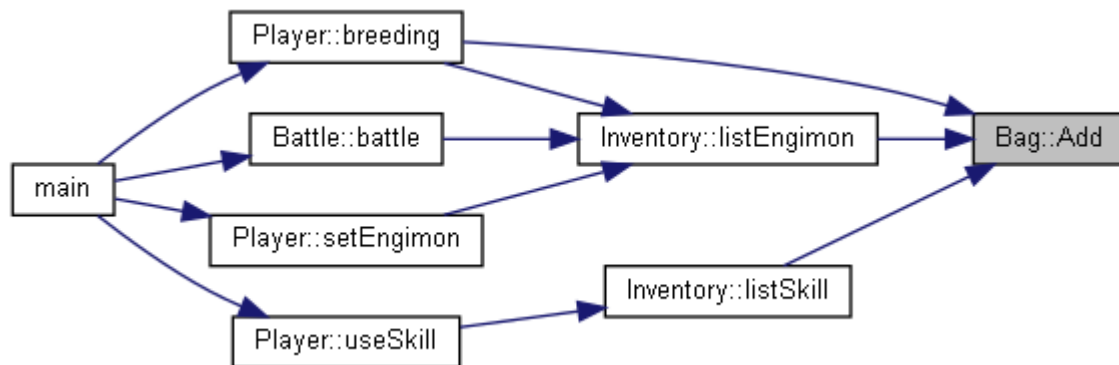 Player::breeding
Battle::battle
Inventory::listEngimon
Bag::Add
main
Player::setEngimon
Inventory::listSkill
Player::useSkill